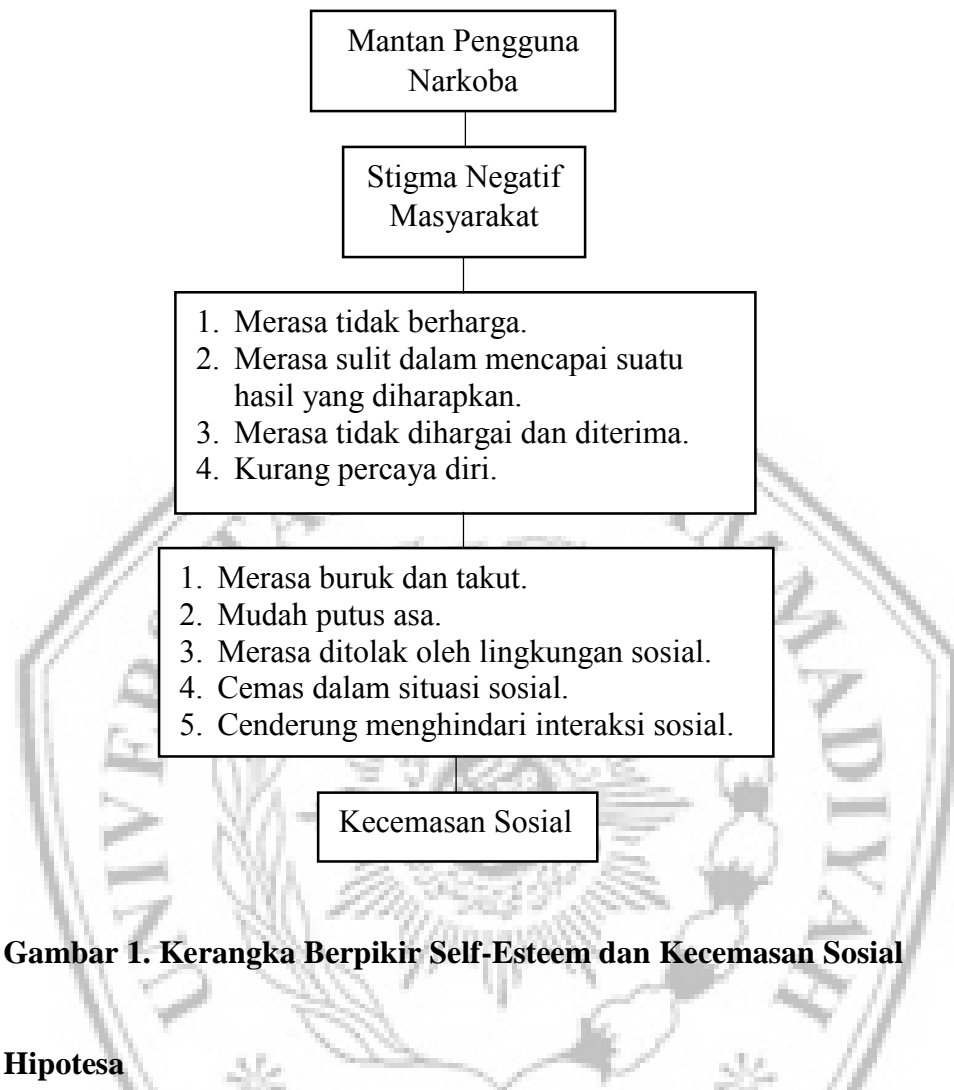 Mantan Pengguna
Narkoba
Stigma Negatif
Masyarakat
1. Merasa tidak berharga.
2. Merasa sulit dalam mencapai suatu
hasil yang diharapkan.
3. Merasa tidak dihargai dan diterima.
4. Kurang percaya diri.
1. Merasa buruk dan takut.
2. Mudah putus asa.
3. Merasa ditolak oleh lingkungan sosial.
4. Cemas dalam situasi sosial.
5. Cenderung menghindari interaksi sosial.
Kecemasan Sosial
Gambar 1. Kerangka Berpikir Self-Esteem dan Kecemasan Sosial
Hipotesa